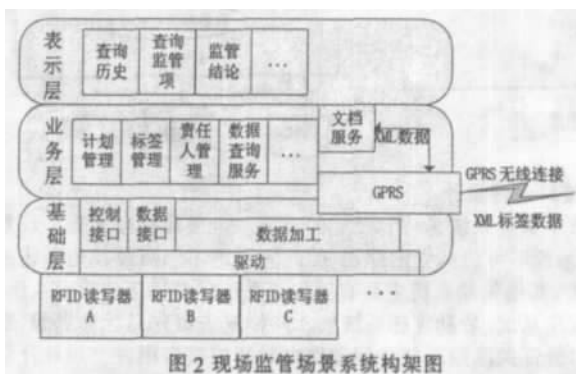 表示层
查询历史
查询监管项
监管结论
…
业务层
计划管理
标签管理
责任人管理
数据查询服务
…
文档服务
XML数据
GPRS
GPRS 无线连接
XML 标签数据
基础层
控制接口
数据接口
数据加工
驱动
RFID读写器 A
RFID读写器 B
RFID读写器 C
…
图 2 现场监管场景系统构架图